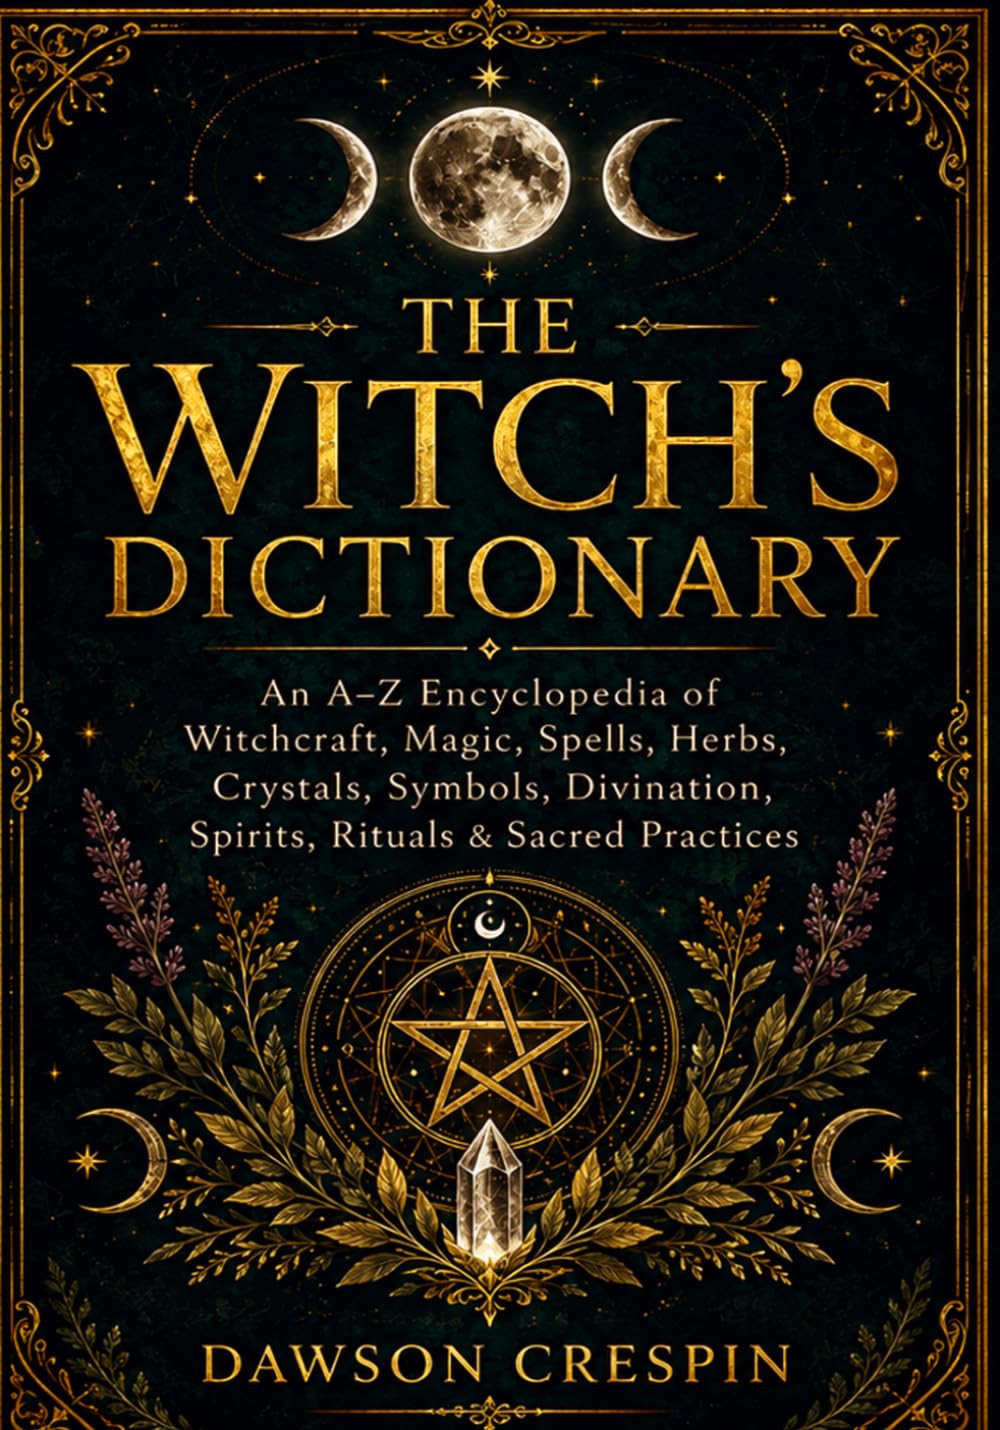 THE
WITCH'S
DICTIONARY
An A–Z Encyclopedia of
Witchcraft, Magic, Spells, Herbs,
Crystals, Symbols, Divination,
Spirits, Rituals & Sacred Practices
DAWSON CRESPIN